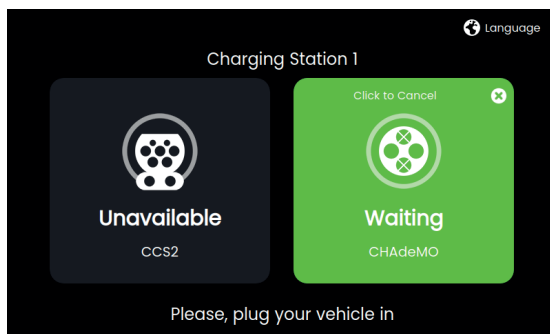 Language
Charging Station 1
Click to Cancel
Unavailable
CCS2
Waiting
CHAdeMO
Please, plug your vehicle in